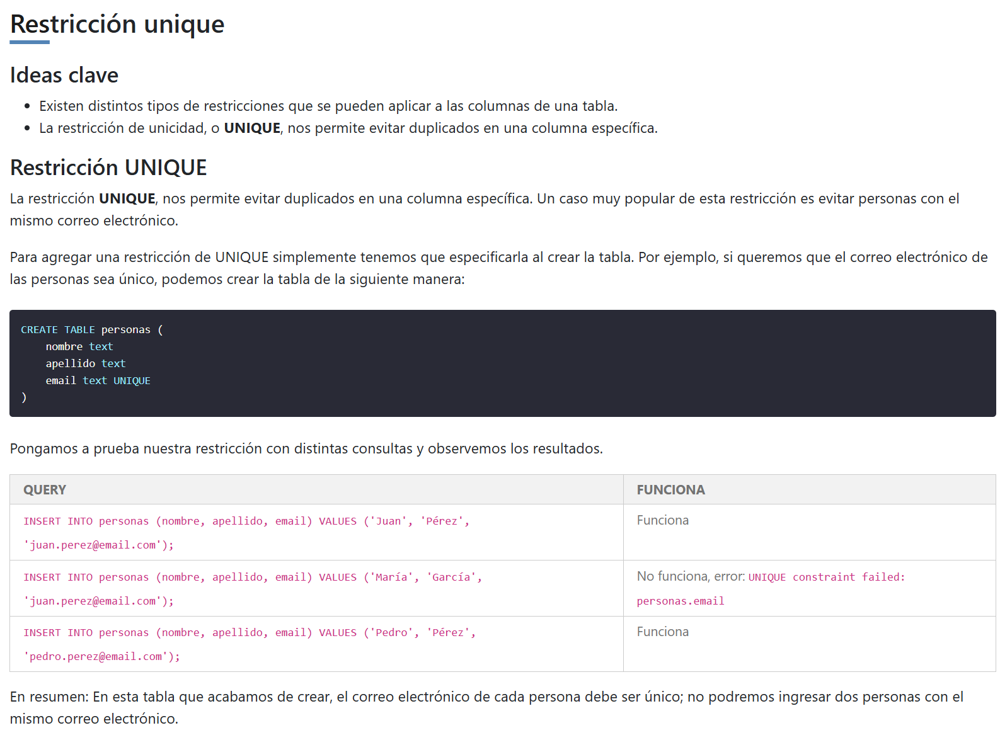 Restricción unique
Ideas clave
Existen distintos tipos de restricciones que se pueden aplicar a las columnas de una tabla.
La restricción de unicidad, o UNIQUE, nos permite evitar duplicados en una columna específica.
Restricción UNIQUE
La restricción UNIQUE, nos permite evitar duplicados en una columna específica. Un caso muy popular de esta restricción es evitar personas con el
mismo correo electrónico.
Para agregar una restricción de UNIQUE simplemente tenemos que especificarla al crear la tabla. Por ejemplo, si queremos que el correo electrónico de
las personas sea único, podemos crear la tabla de la siguiente manera:
CREATE TABLE personas (
    nombre text
    apellido text
    email text UNIQUE
)
Pongamos a prueba nuestra restricción con distintas consultas y observemos los resultados.
QUERY
FUNCIONA
INSERT INTO personas (nombre, apellido, email) VALUES ('Juan', 'Pérez',
'juan.perez@email.com');
Funciona
INSERT INTO personas (nombre, apellido, email) VALUES ('María', 'García',
'juan.perez@email.com');
No funciona, error: UNIQUE constraint failed:
personas.email
INSERT INTO personas (nombre, apellido, email) VALUES ('Pedro', 'Pérez',
'pedro.perez@email.com');
Funciona
En resumen: En esta tabla que acabamos de crear, el correo electrónico de cada persona debe ser único; no podremos ingresar dos personas con el
mismo correo electrónico.